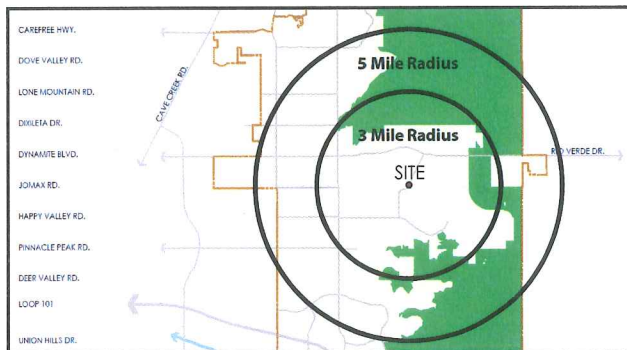 CAREFREE HWY.
DOVE VALLEY RD.
LONE MOUNTAIN RD.
DIXILETA DR.
DYNAMITE BLVD.
JOMAX RD.
HAPPY VALLEY RD.
PINNACLE PEAK RD.
DEER VALLEY RD.
LOOP 101
UNION HILLS DR.
CAVE CREEK RD.
5 Mile Radius
3 Mile Radius
SITE
RIO VERDE DR.